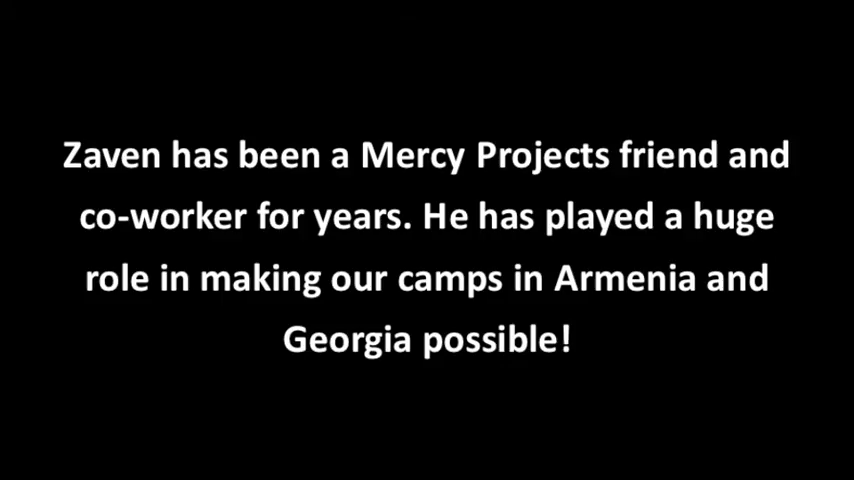 Zaven has been a Mercy Projects friend and
co-worker for years. He has played a huge
role in making our camps in Armenia and
Georgia possible!